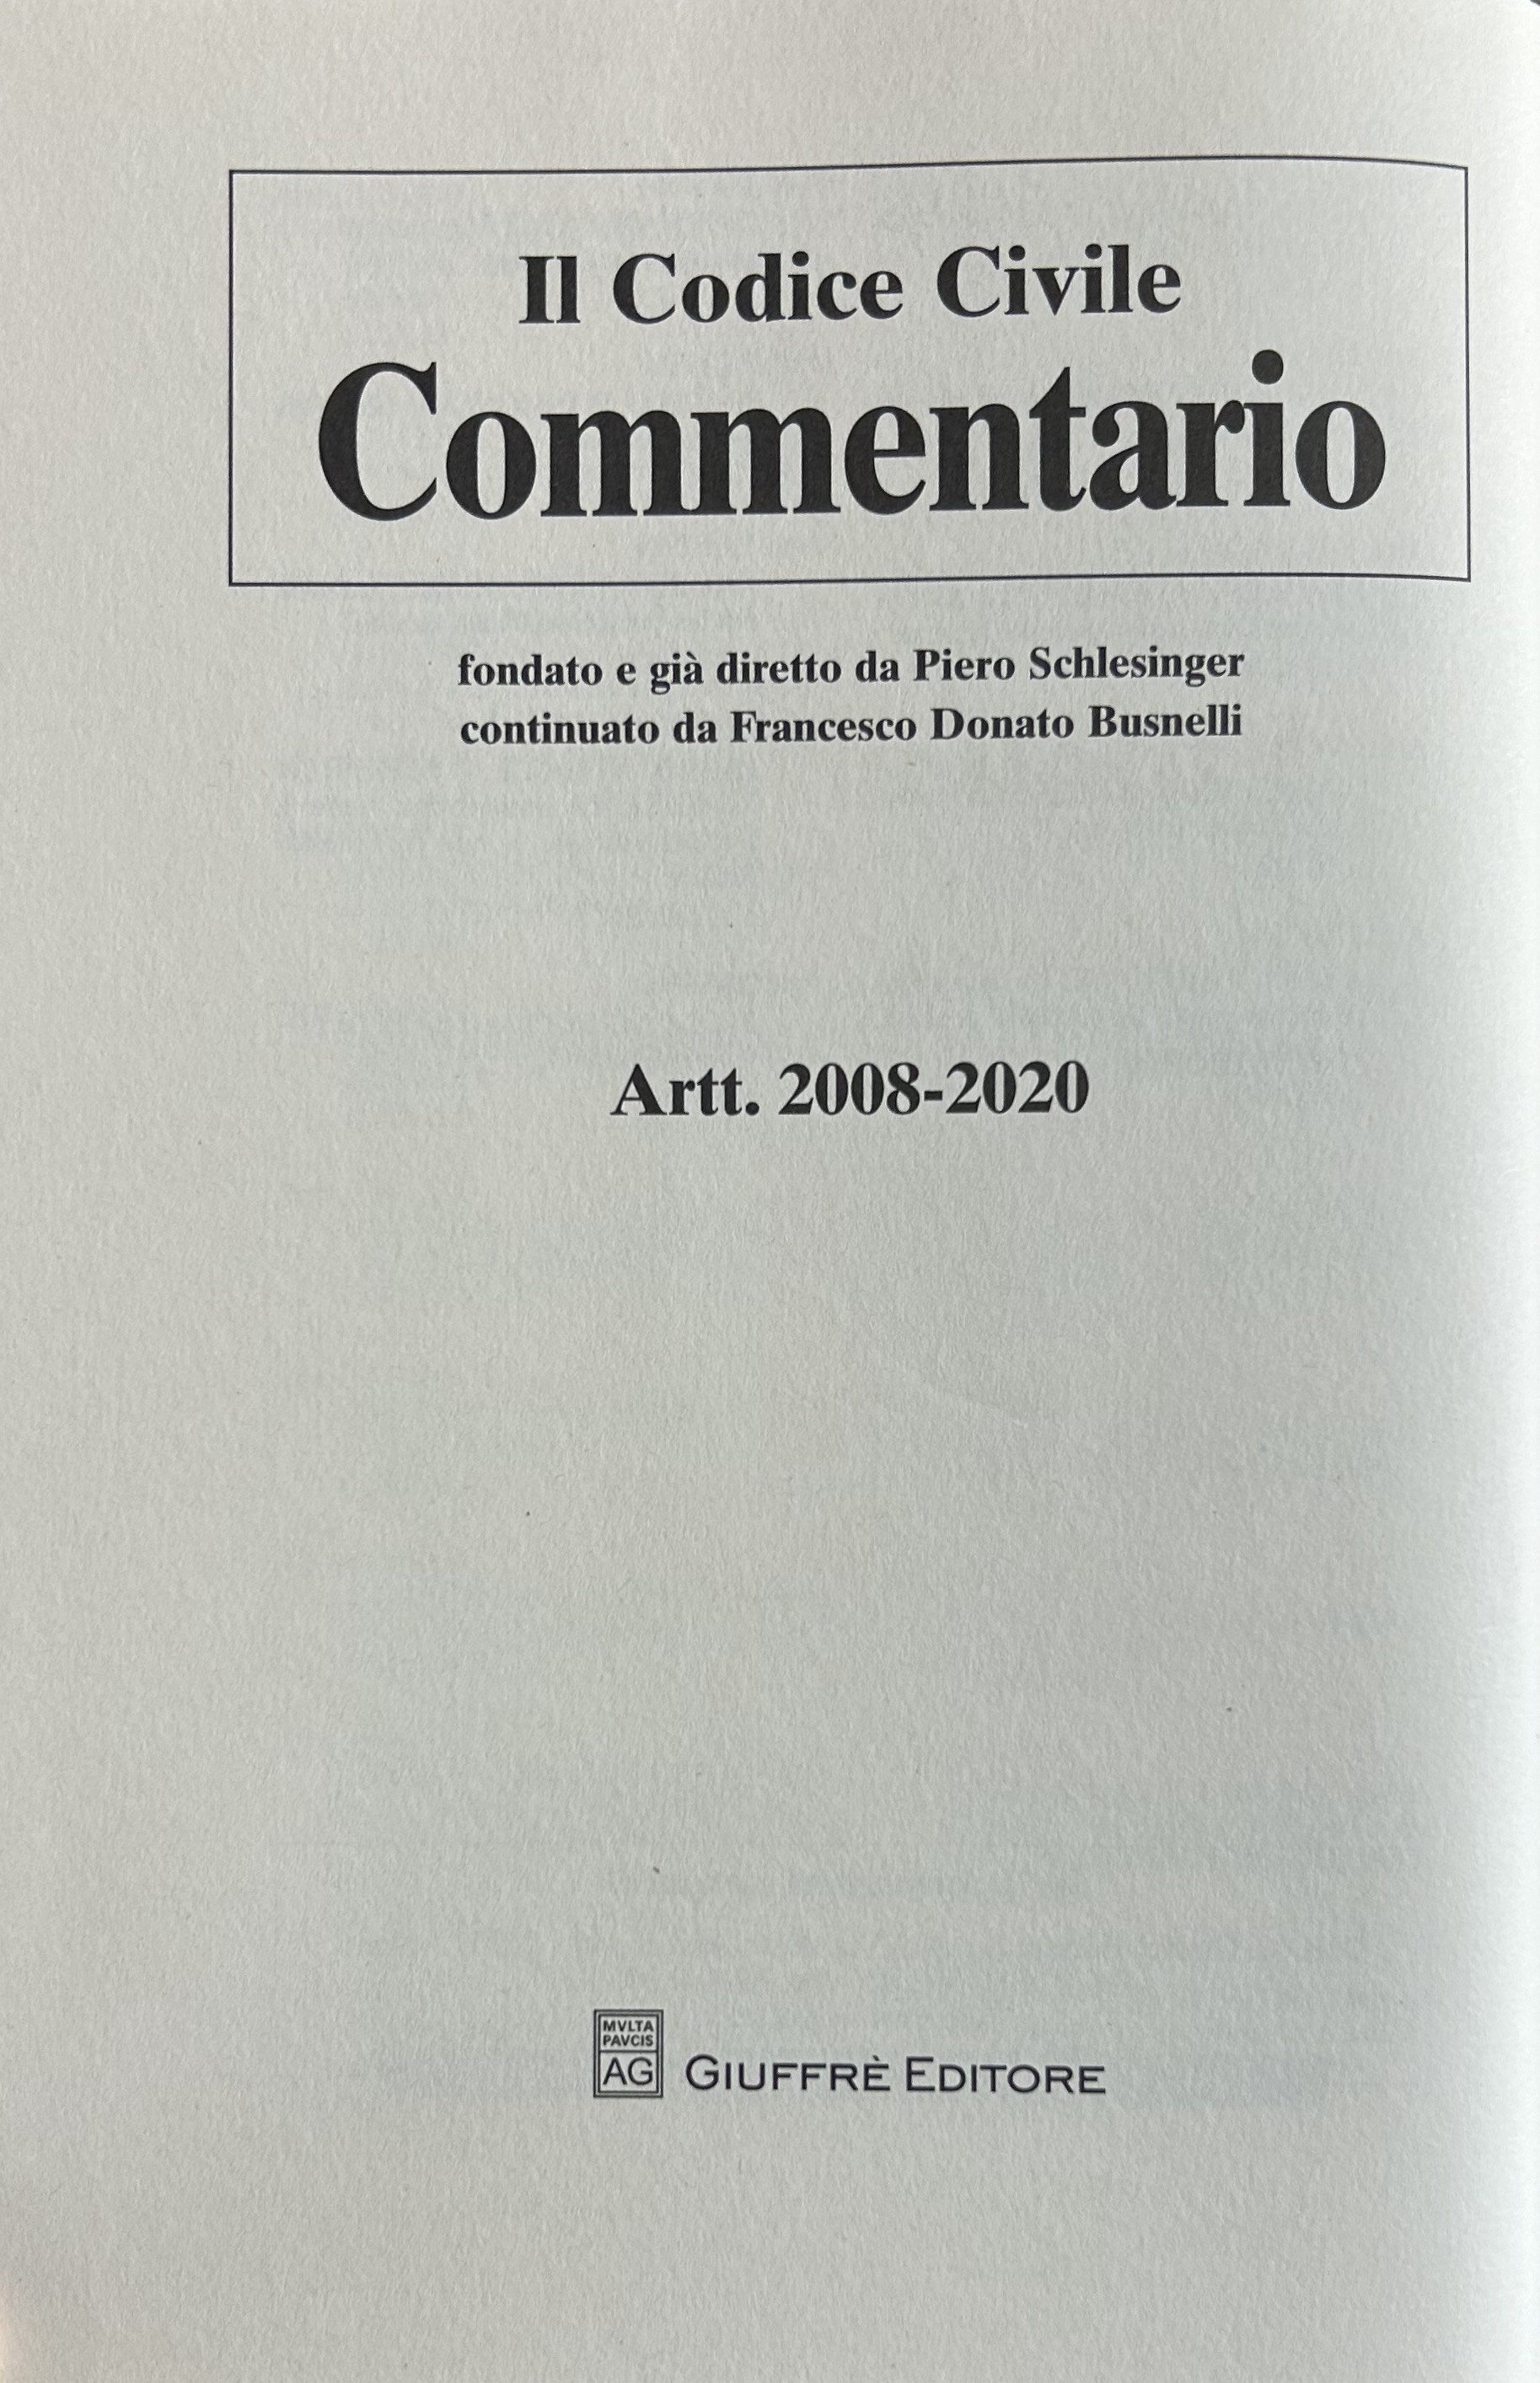 Il Codice Civile
Commentario
fondato e già diretto da Piero Schlesinger
continuato da Francesco Donato Busnelli
Artt. 2008-2020
MVLTA
PAVCIS
AG
GIUFFRÈ EDITORE